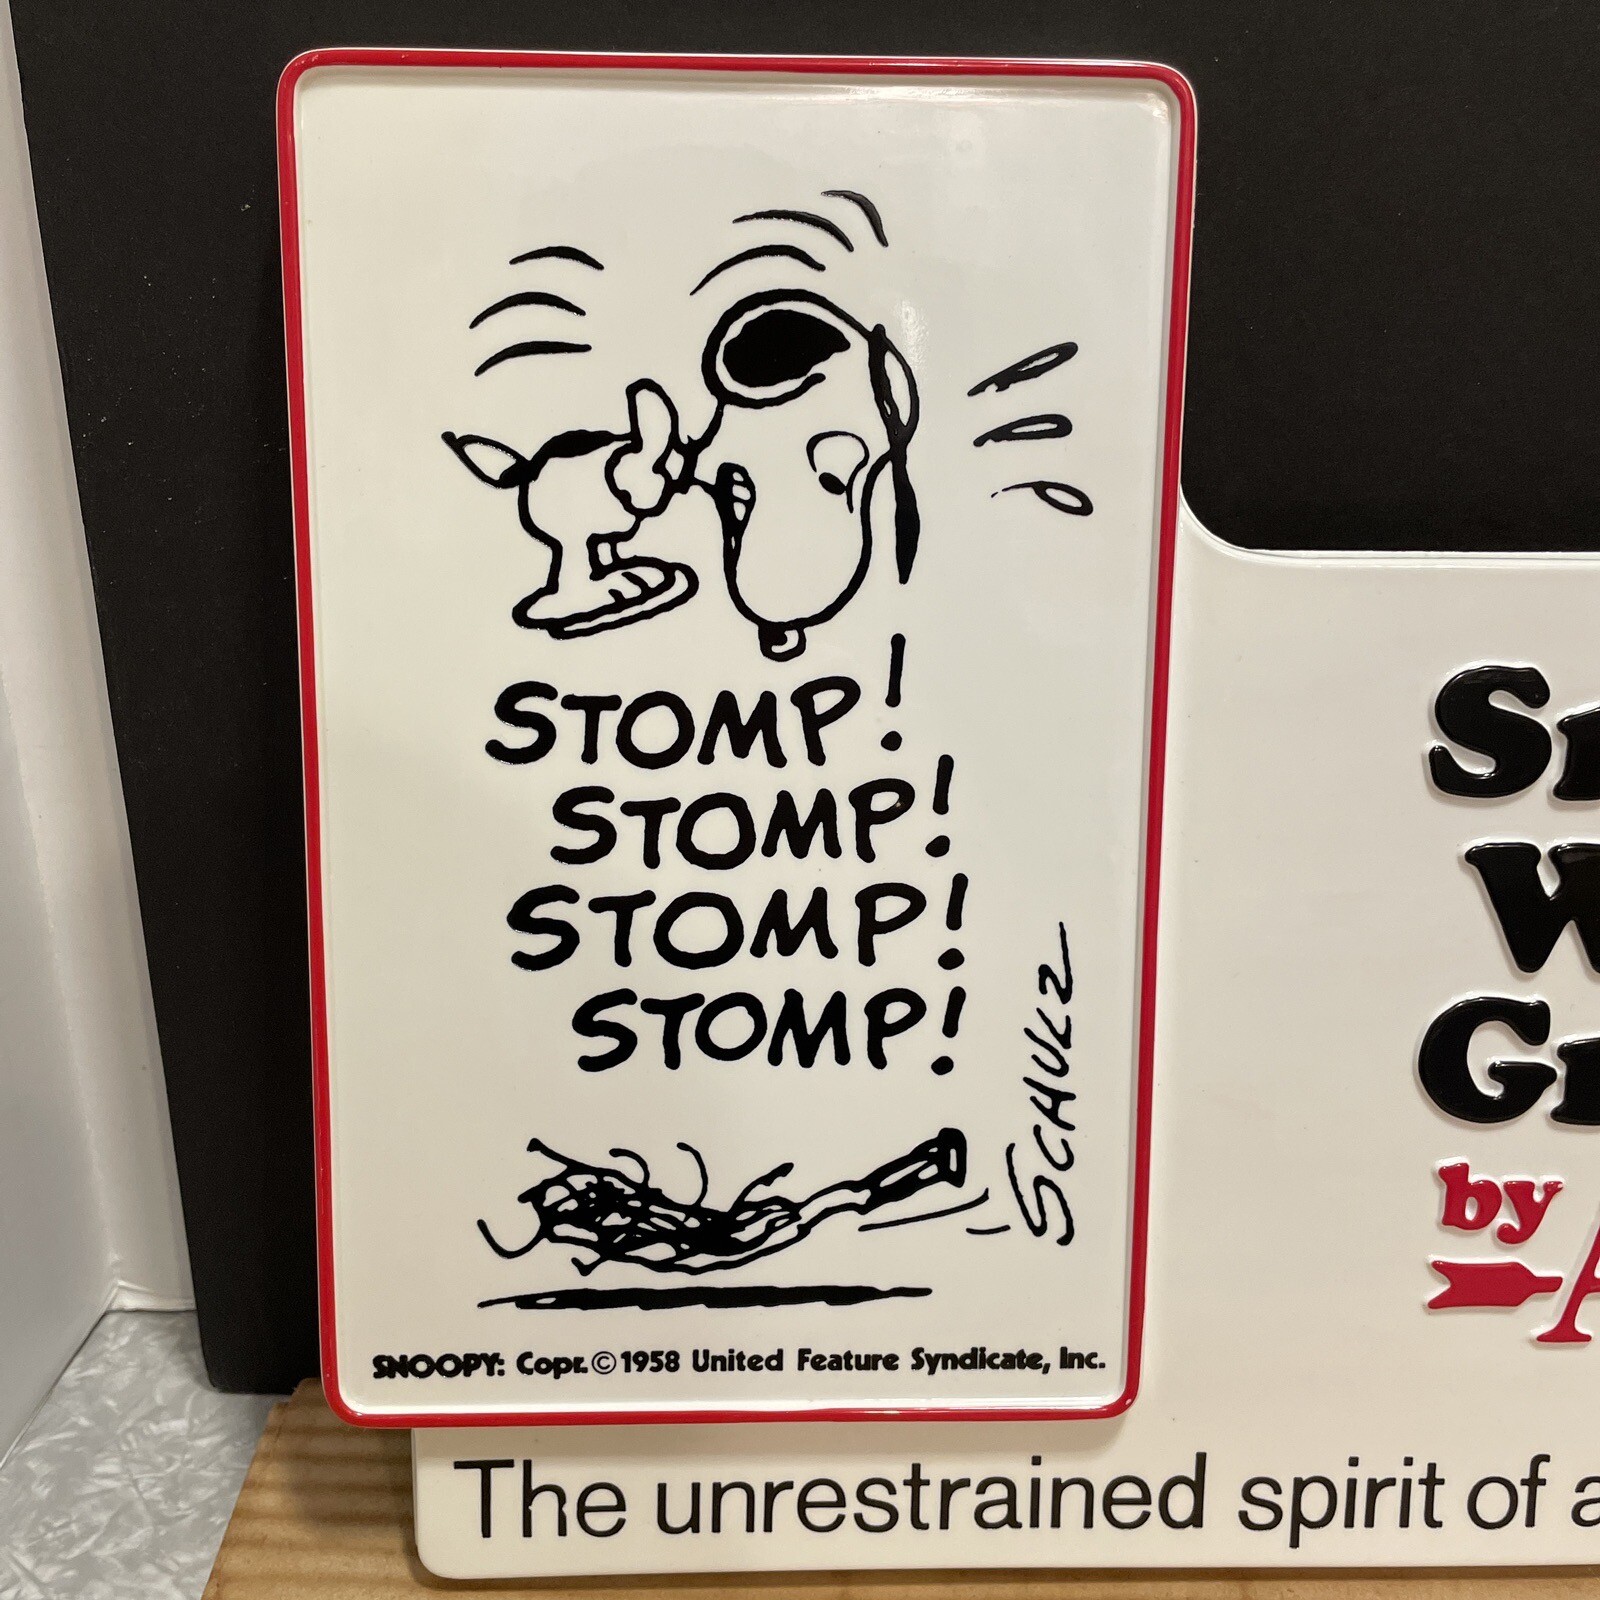 STOMP!
STOMP!
STOMP!
STOMP!
SCHULZ
SNOOPY: Copr. © 1958 United Feature Syndicate, Inc.
by
The unrestrained spirit of